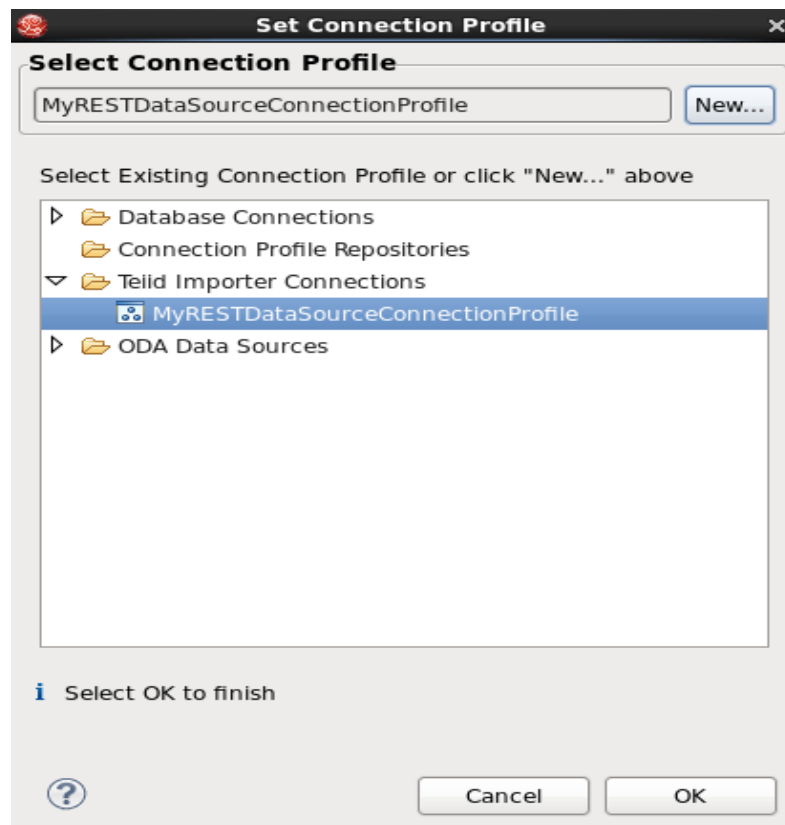 Set Connection Profile
Select Connection Profile
MyRESTDataSourceConnectionProfile New...
Select Existing Connection Profile or click "New..." above
Database Connections
Connection Profile Repositories
Teiid Importer Connections
MyRESTDataSourceConnectionProfile
ODA Data Sources
i Select OK to finish
? Cancel OK